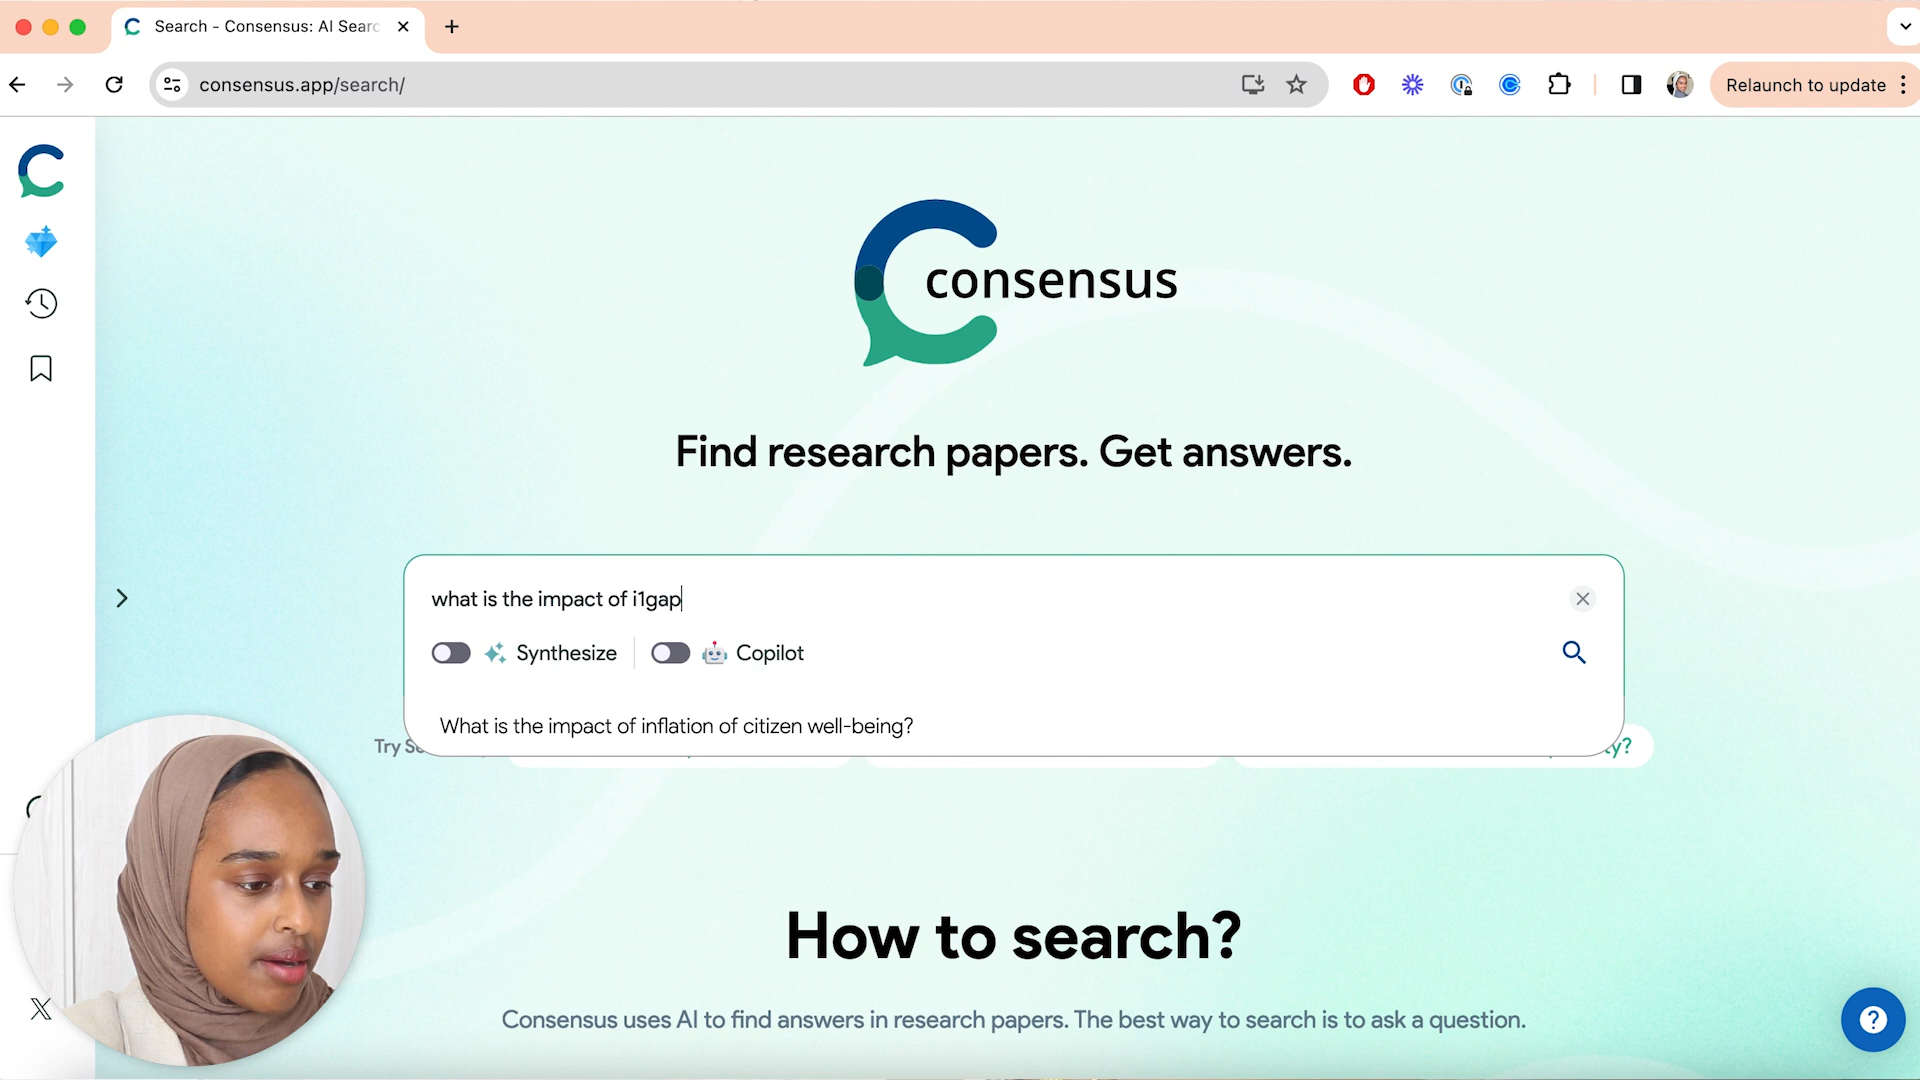 Search - Consensus: AI Searc
consensus.app/search/
Relaunch to update
consensus
Find research papers. Get answers.
what is the impact of i1gap
Synthesize
Copilot
What is the impact of inflation of citizen well-being?
Try
How to search?
Consensus uses AI to find answers in research papers. The best way to search is to ask a question.